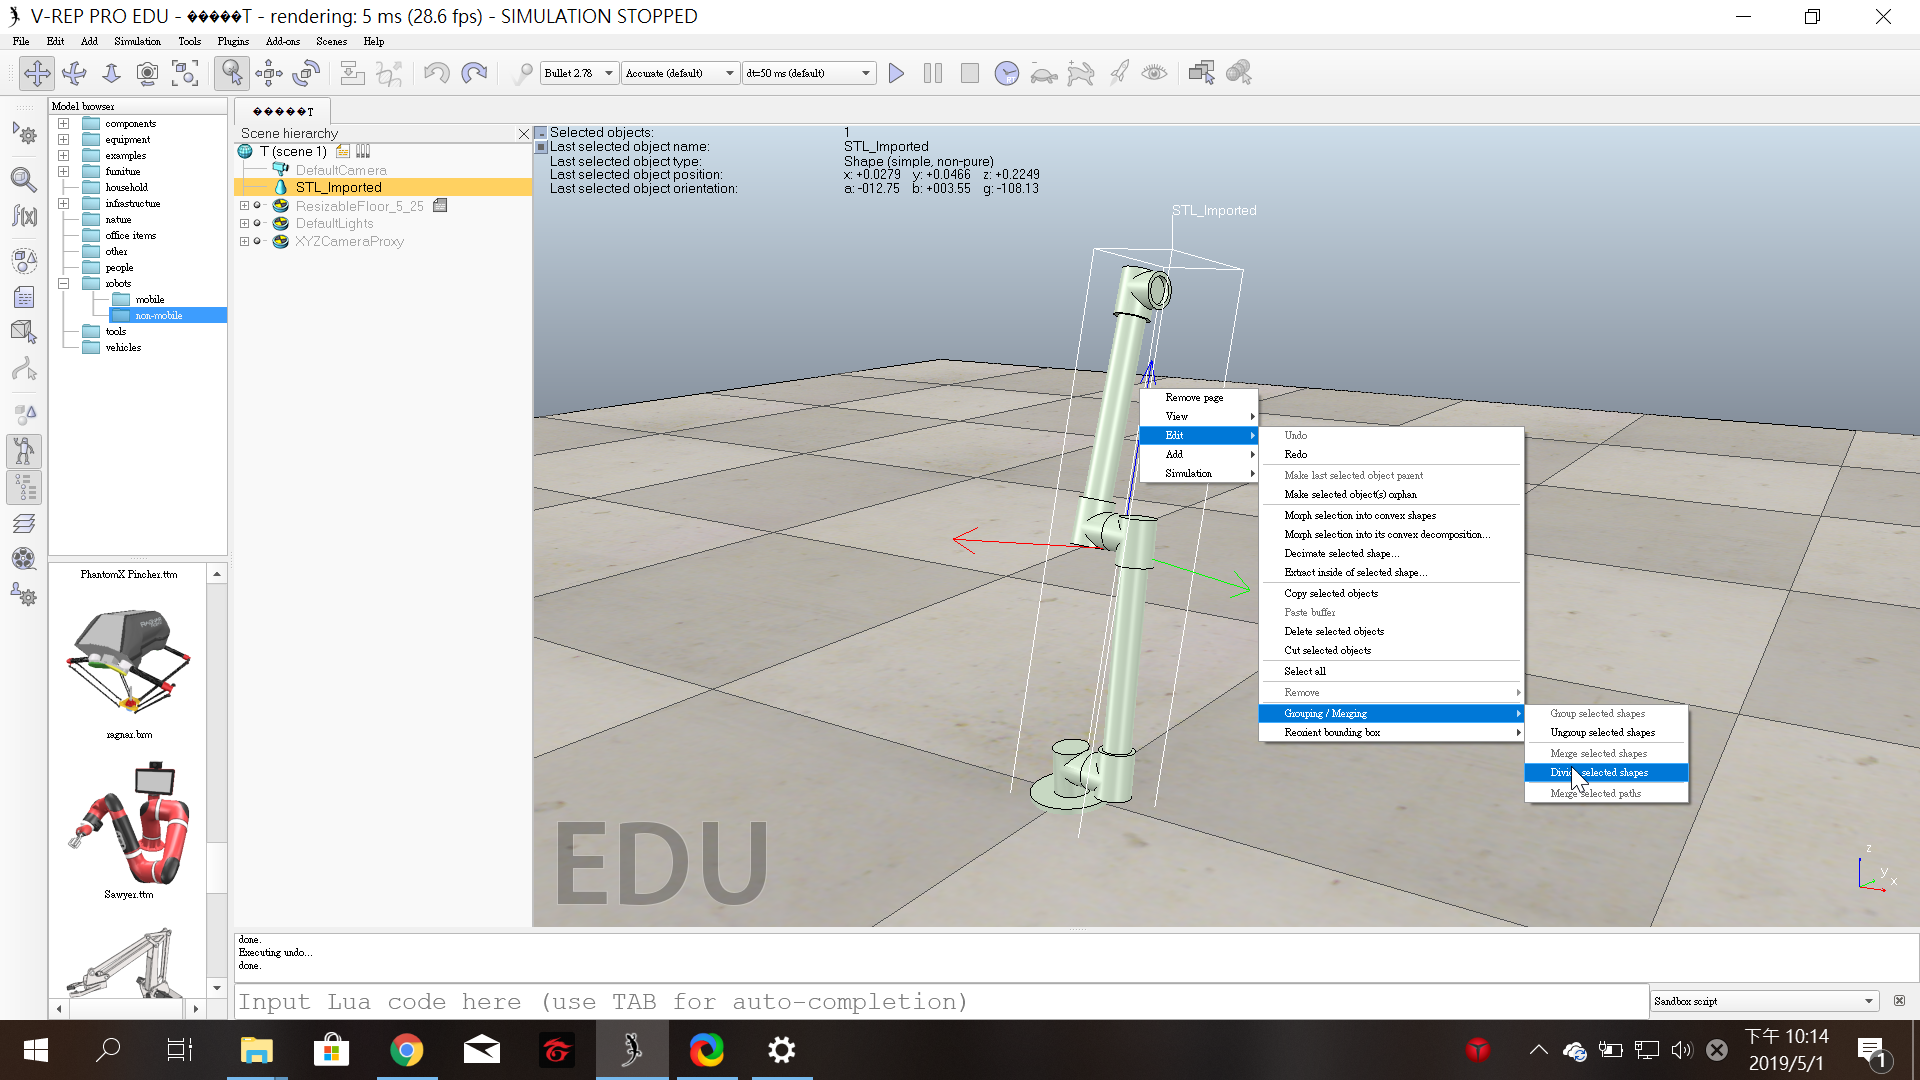 V-REP PRO EDU - �����T - rendering: 5 ms (28.6 fps) - SIMULATION STOPPED
File Edit Add Simulation Tools Plugins Add-ons Scenes Help
Bullet 2.78 Accurate (default) dt=50 ms (default)
Model browser
components
equipment
examples
furniture
household
infrastructure
nature
office items
other
people
robots
mobile
non-mobile
tools
vehicles
PhantomX Pincher.ttm
ragnar.brm
Sawyer.ttm
�����T
Scene hierarchy
T (scene 1)
DefaultCamera
STL_Imported
ResizableFloor_5_25
DefaultLights
XYZCameraProxy
Selected objects: 1
Last selected object name: STL_Imported
Last selected object type: Shape (simple, non-pure)
Last selected object position: x: +0.0279 y: +0.0466 z: +0.2249
Last selected object orientation: a: -012.75 b: +003.55 g: -108.13
STL_Imported
Remove page
View
Edit
Add
Simulation
Undo
Redo
Make last selected object parent
Make selected object(s) orphan
Morph selection into convex shapes
Morph selection into its convex decomposition...
Decimate selected shape...
Extract inside of selected shape...
Copy selected objects
Paste buffer
Delete selected objects
Cut selected objects
Select all
Remove
Grouping / Merging
Reorient bounding box
Group selected shapes
Ungroup selected shapes
Merge selected shapes
Divide selected shapes
Merge selected paths
EDU
z
y
x
done.
Executing undo...
done.
Input Lua code here (use TAB for auto-completion)
Sandbox script
下午 10:14
2019/5/1
1